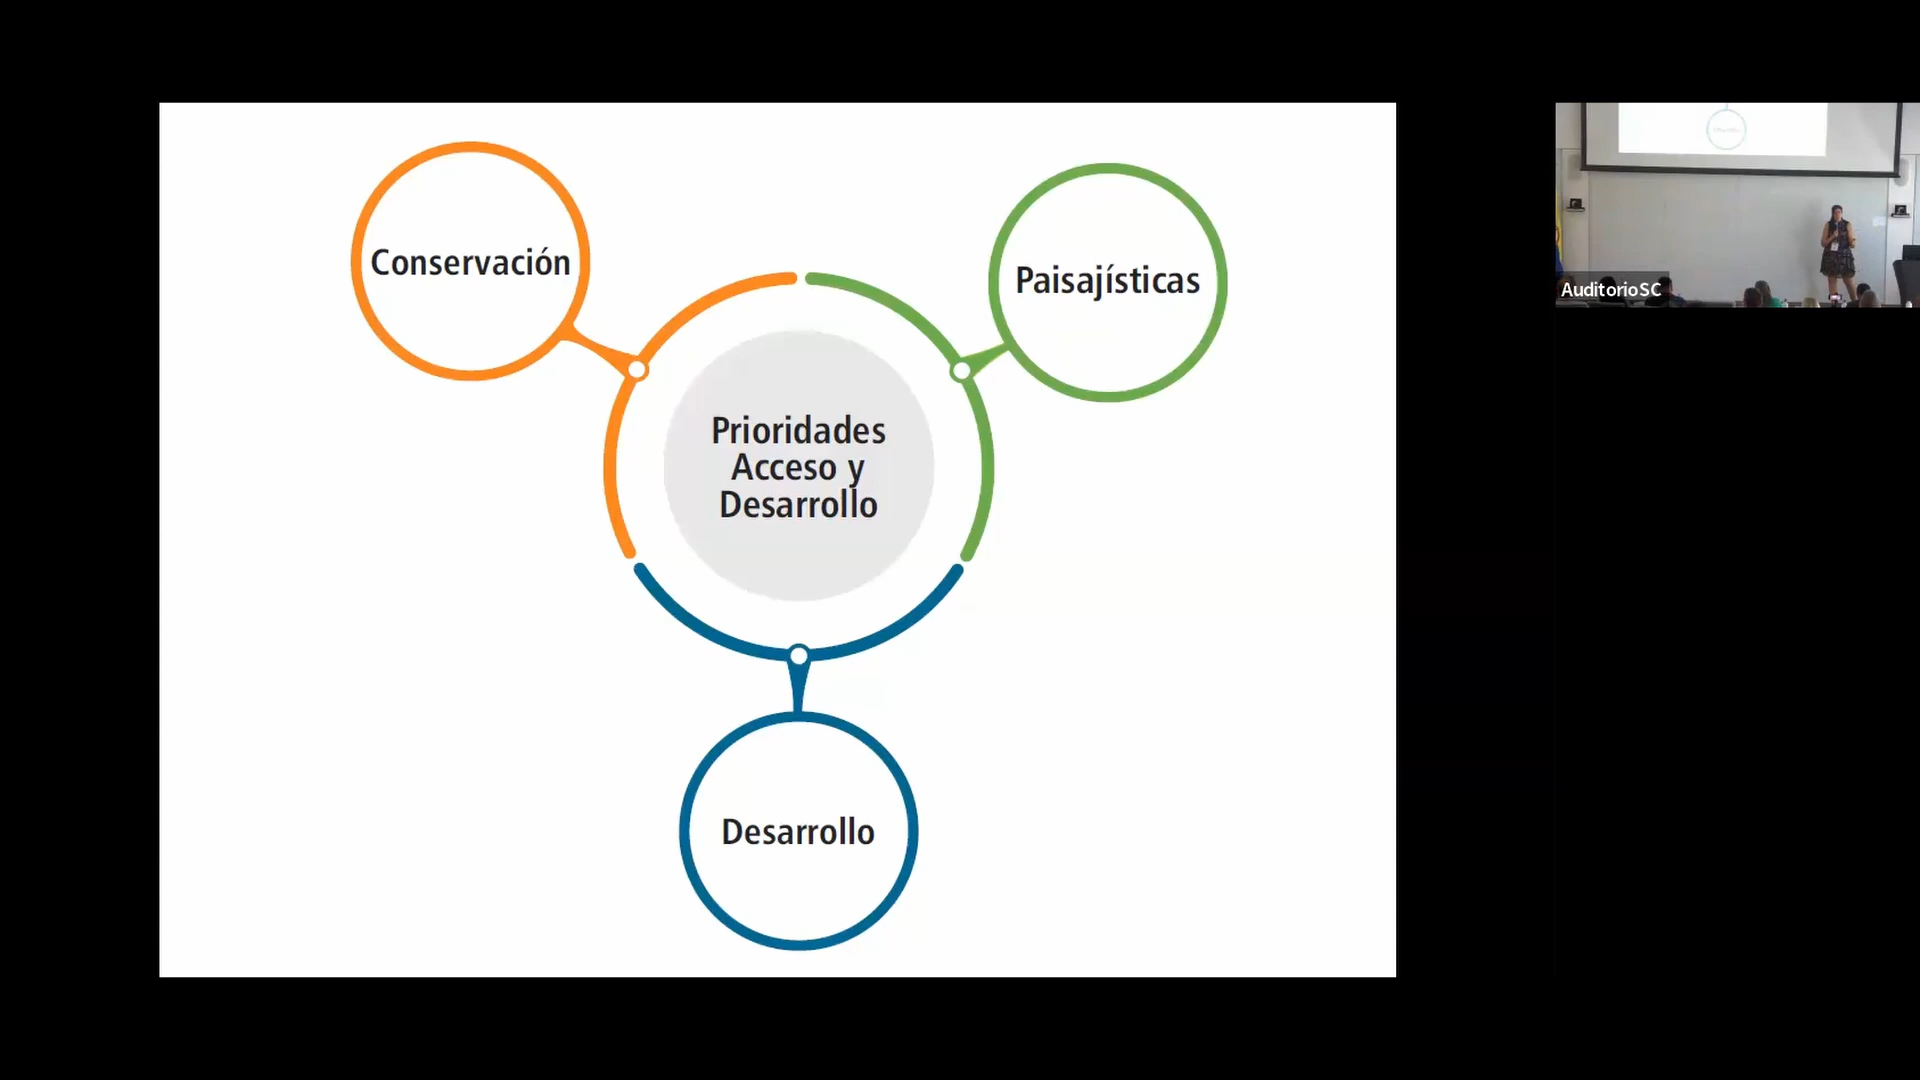 Conservación
Paisajísticas
Prioridades
Acceso y
Desarrollo
Desarrollo
AuditorioSC